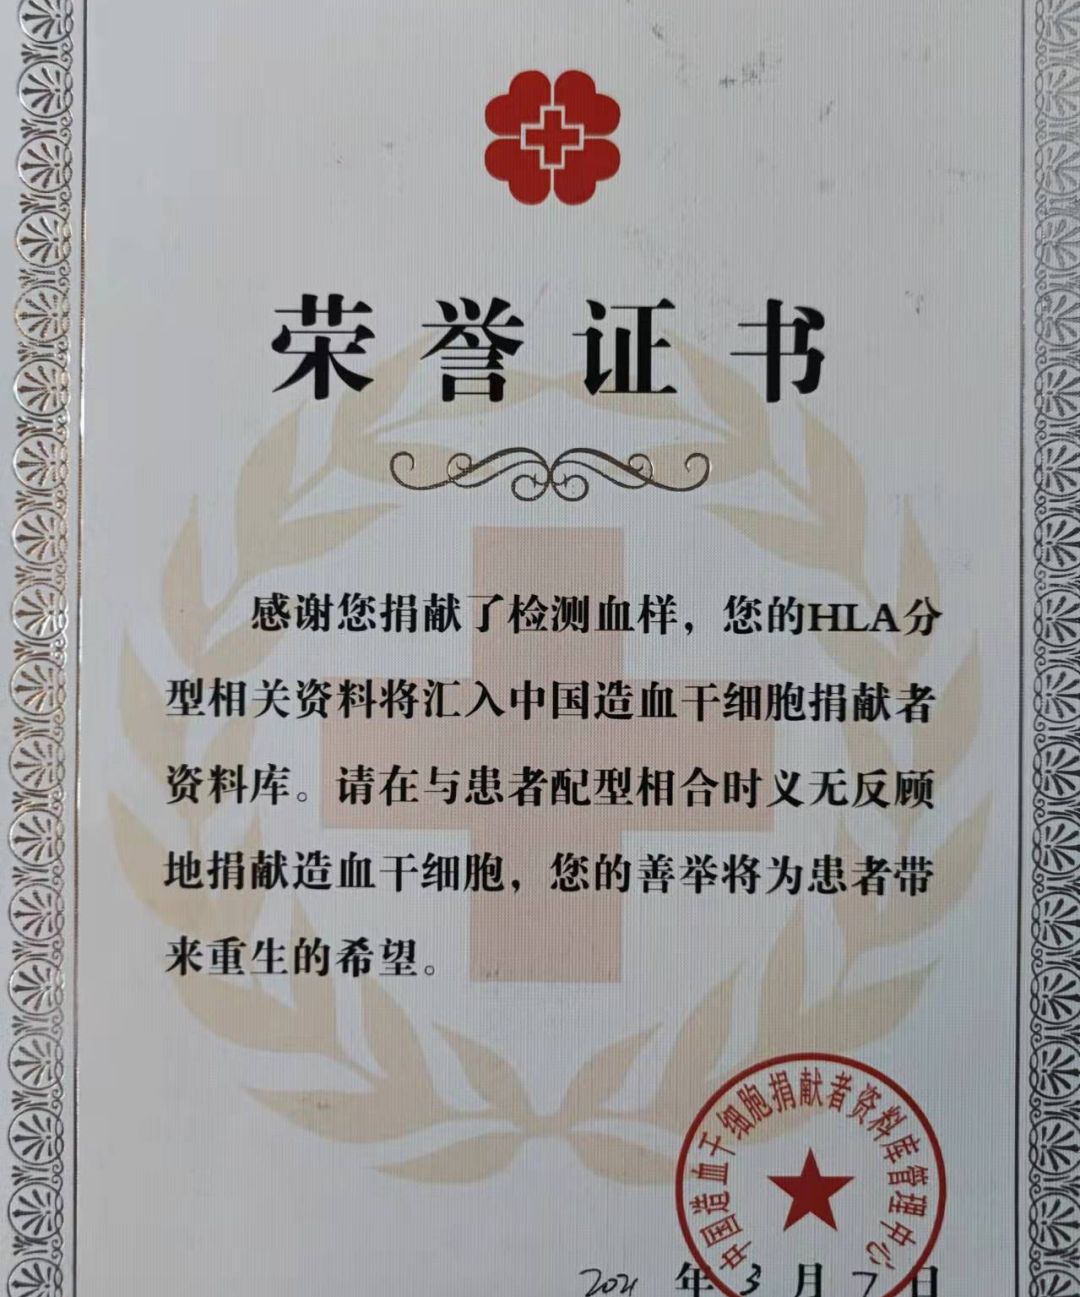 荣誉证书
感谢您捐献了检测血样，您的HLA分
型相关资料将汇入中国造血干细胞捐献者
资料库。请在与患者配型相合时义无反顾
地捐献造血干细胞，您的善举将为患者带
来重生的希望。
中国造血干细胞捐献者资料库管理中心
2021 年 3 月 7 日